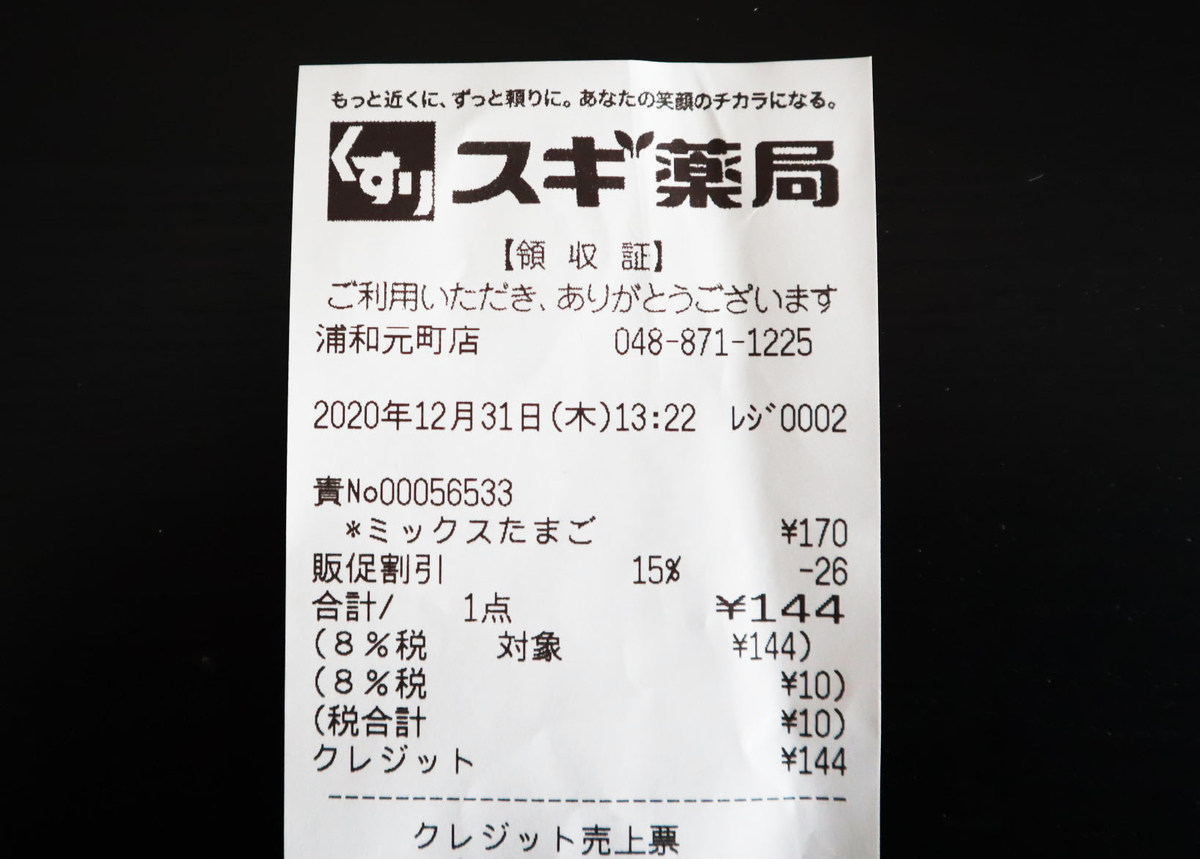 もっと近くに、ずっと頼りに。あなたの笑顔のチカラになる。
くすり スギ薬局
【領 収 証】
ご利用いただき、ありがとうございます
浦和元町店 048-871-1225
2020年12月31日(木)13:22 ﾚｼﾞ0002
責No00056533
*ミックスたまご ¥170
販促割引 15% -26
合計/ 1点 ¥144
(8%税 対象 ¥144)
(8%税 ¥10)
(税合計 ¥10)
クレジット ¥144
クレジット売上票